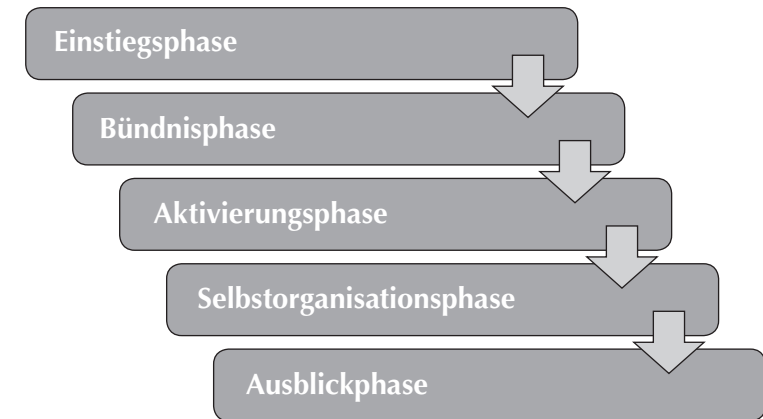 Einstiegsphase
Bündnisphase
Aktivierungsphase
Selbstorganisationsphase
Ausblickphase